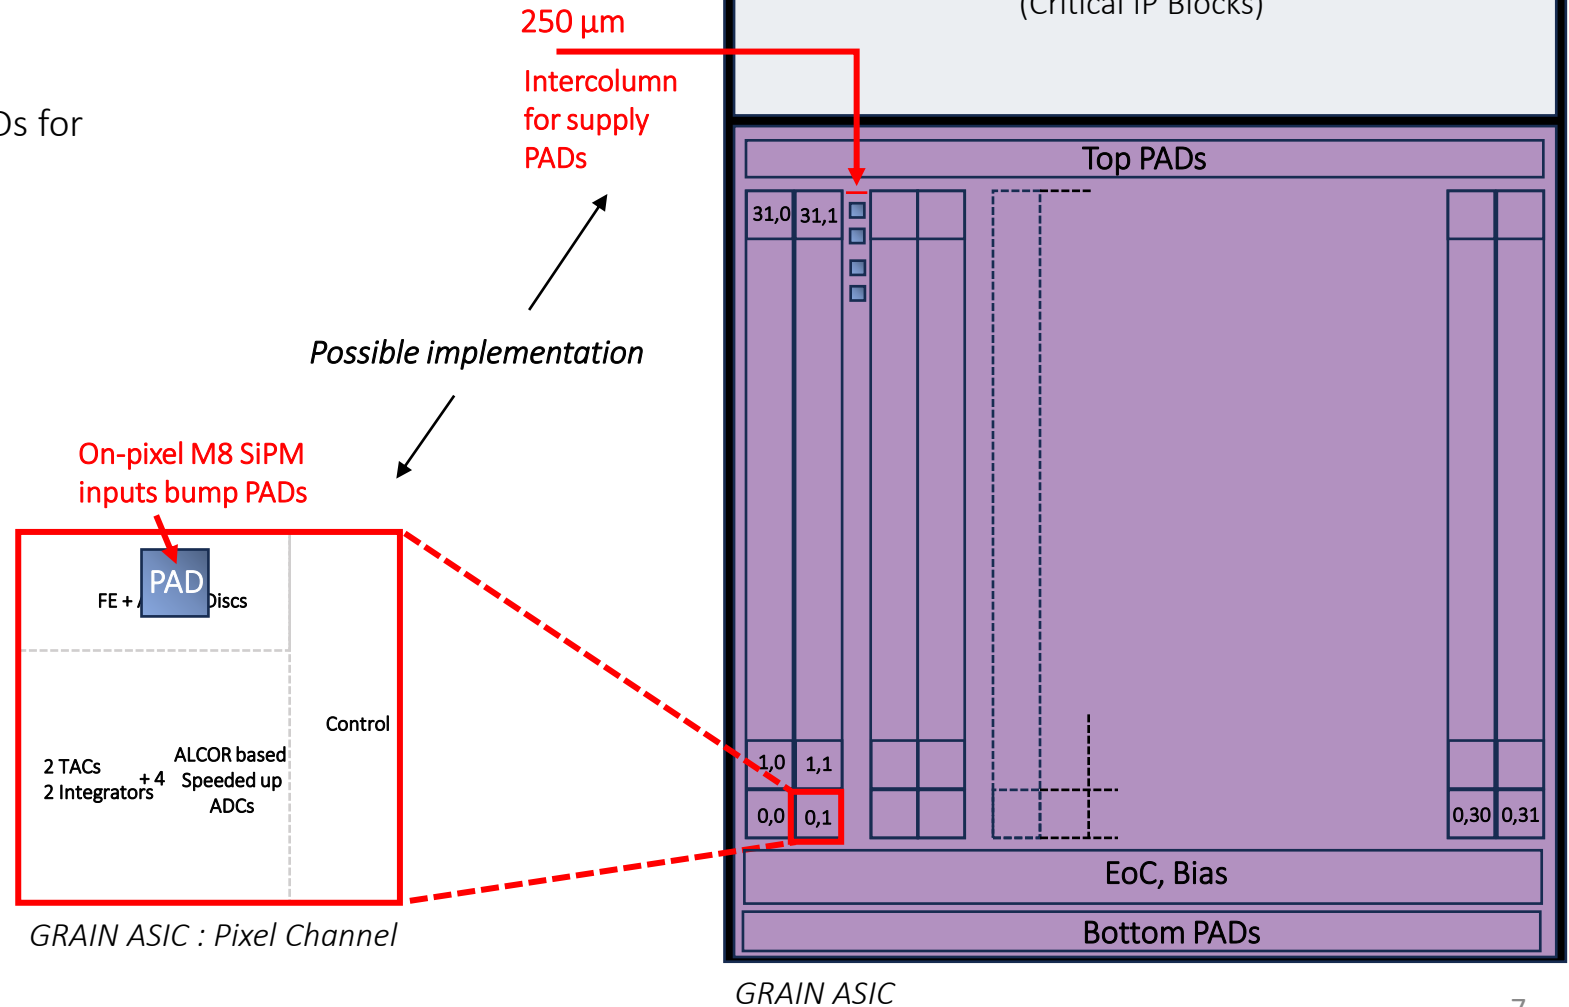 (Critical IP Blocks)
250 µm
Intercolumn
for supply
PADs
Ds for
Top PADs
31,0 31,1
Possible implementation
On-pixel M8 SiPM
inputs bump PADs
PAD
FE + Discs
Control
2 TACs
2 Integrators
+ 4
ALCOR based
Speeded up
ADCs
1,0 1,1
0,0 0,1
0,30 0,31
EoC, Bias
Bottom PADs
GRAIN ASIC : Pixel Channel
GRAIN ASIC